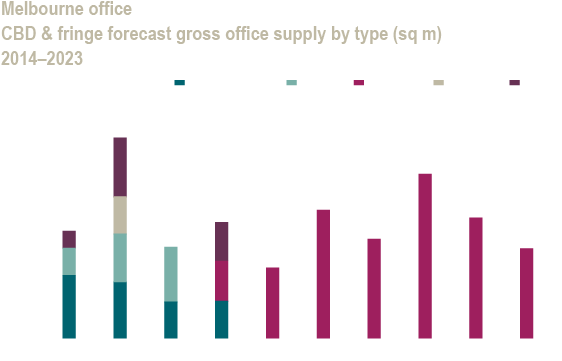 Melbourne office
CBD & fringe forecast gross office supply by type (sq m)
2014–2023